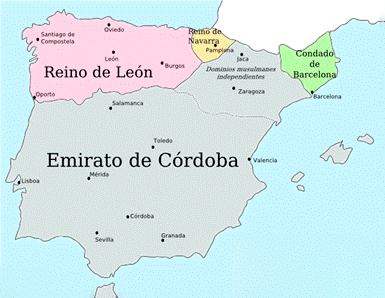 Santiago de
Compostela
Oviedo
León
Burgos
Reino de León
Reino de
Navarra
Pamplona
Jaca
Condado
de
Barcelona
Dominios musulmanes
independientes
Zaragoza
Barcelona
Oporto
Salamanca
Toledo
Emirato de Córdoba
Valencia
Mérida
Lisboa
Córdoba
Sevilla
Granada